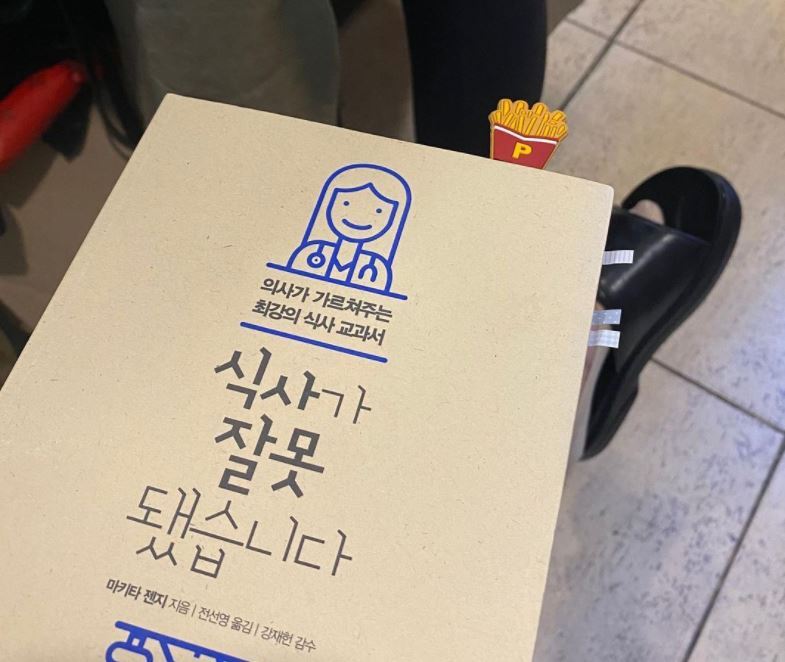 P
의사가 가르쳐주는
최강의 식사 교과서
식사가
잘못
됐습니다
마키타 젠지 지음 | 전선영 옮김 | 강재헌 감수